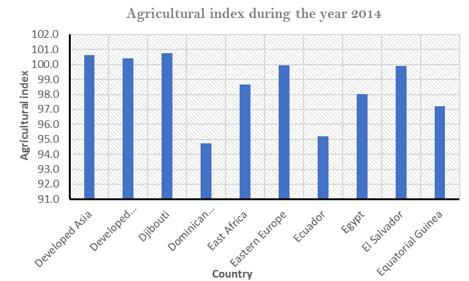 Agricultural index during the year 2014
Agricultural index
102.0
101.0
100.0
99.0
98.0
97.0
96.0
95.0
94.0
93.0
92.0
91.0
Developed Asia
Developed...
Djibouti
Dominican...
East Africa
Eastern Europe
Ecuador
Egypt
El Salvador
Equatorial Guinea
Country